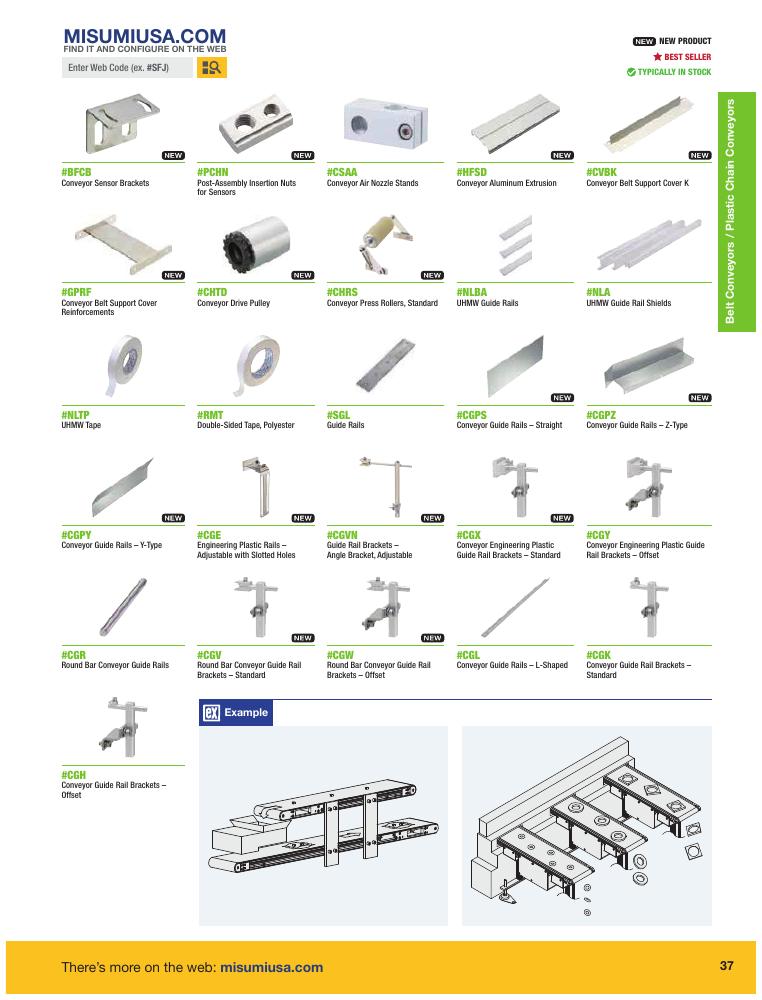 MISUMIUSA.COM
FIND IT AND CONFIGURE ON THE WEB
Enter Web Code (ex. #SFJ)
NEW NEW PRODUCT
BEST SELLER
TYPICALLY IN STOCK
Belt Conveyors / Plastic Chain Conveyors
NEW
#BFCB
Conveyor Sensor Brackets
NEW
#PCHN
Post-Assembly Insertion Nuts
for Sensors
#CSAA
Conveyor Air Nozzle Stands
NEW
#HFSD
Conveyor Aluminum Extrusion
NEW
#CVBK
Conveyor Belt Support Cover K
NEW
#GPRF
Conveyor Belt Support Cover
Reinforcements
NEW
#CHTD
Conveyor Drive Pulley
NEW
#CHRS
Conveyor Press Rollers, Standard
#NLBA
UHMW Guide Rails
#NLA
UHMW Guide Rail Shields
#NLTP
UHMW Tape
#RMT
Double-Sided Tape, Polyester
#SGL
Guide Rails
NEW
#CGPS
Conveyor Guide Rails – Straight
NEW
#CGPZ
Conveyor Guide Rails – Z-Type
NEW
#CGPY
Conveyor Guide Rails – Y-Type
NEW
#CGE
Engineering Plastic Rails –
Adjustable with Slotted Holes
NEW
#CGVN
Guide Rail Brackets –
Angle Bracket, Adjustable
NEW
#CGX
Conveyor Engineering Plastic
Guide Rail Brackets – Standard
#CGY
Conveyor Engineering Plastic Guide
Rail Brackets – Offset
#CGR
Round Bar Conveyor Guide Rails
NEW
#CGV
Round Bar Conveyor Guide Rail
Brackets – Standard
NEW
#CGW
Round Bar Conveyor Guide Rail
Brackets – Offset
#CGL
Conveyor Guide Rails – L-Shaped
#CGK
Conveyor Guide Rail Brackets –
Standard
#CGH
Conveyor Guide Rail Brackets –
Offset
ex Example
There's more on the web: misumiusa.com
37